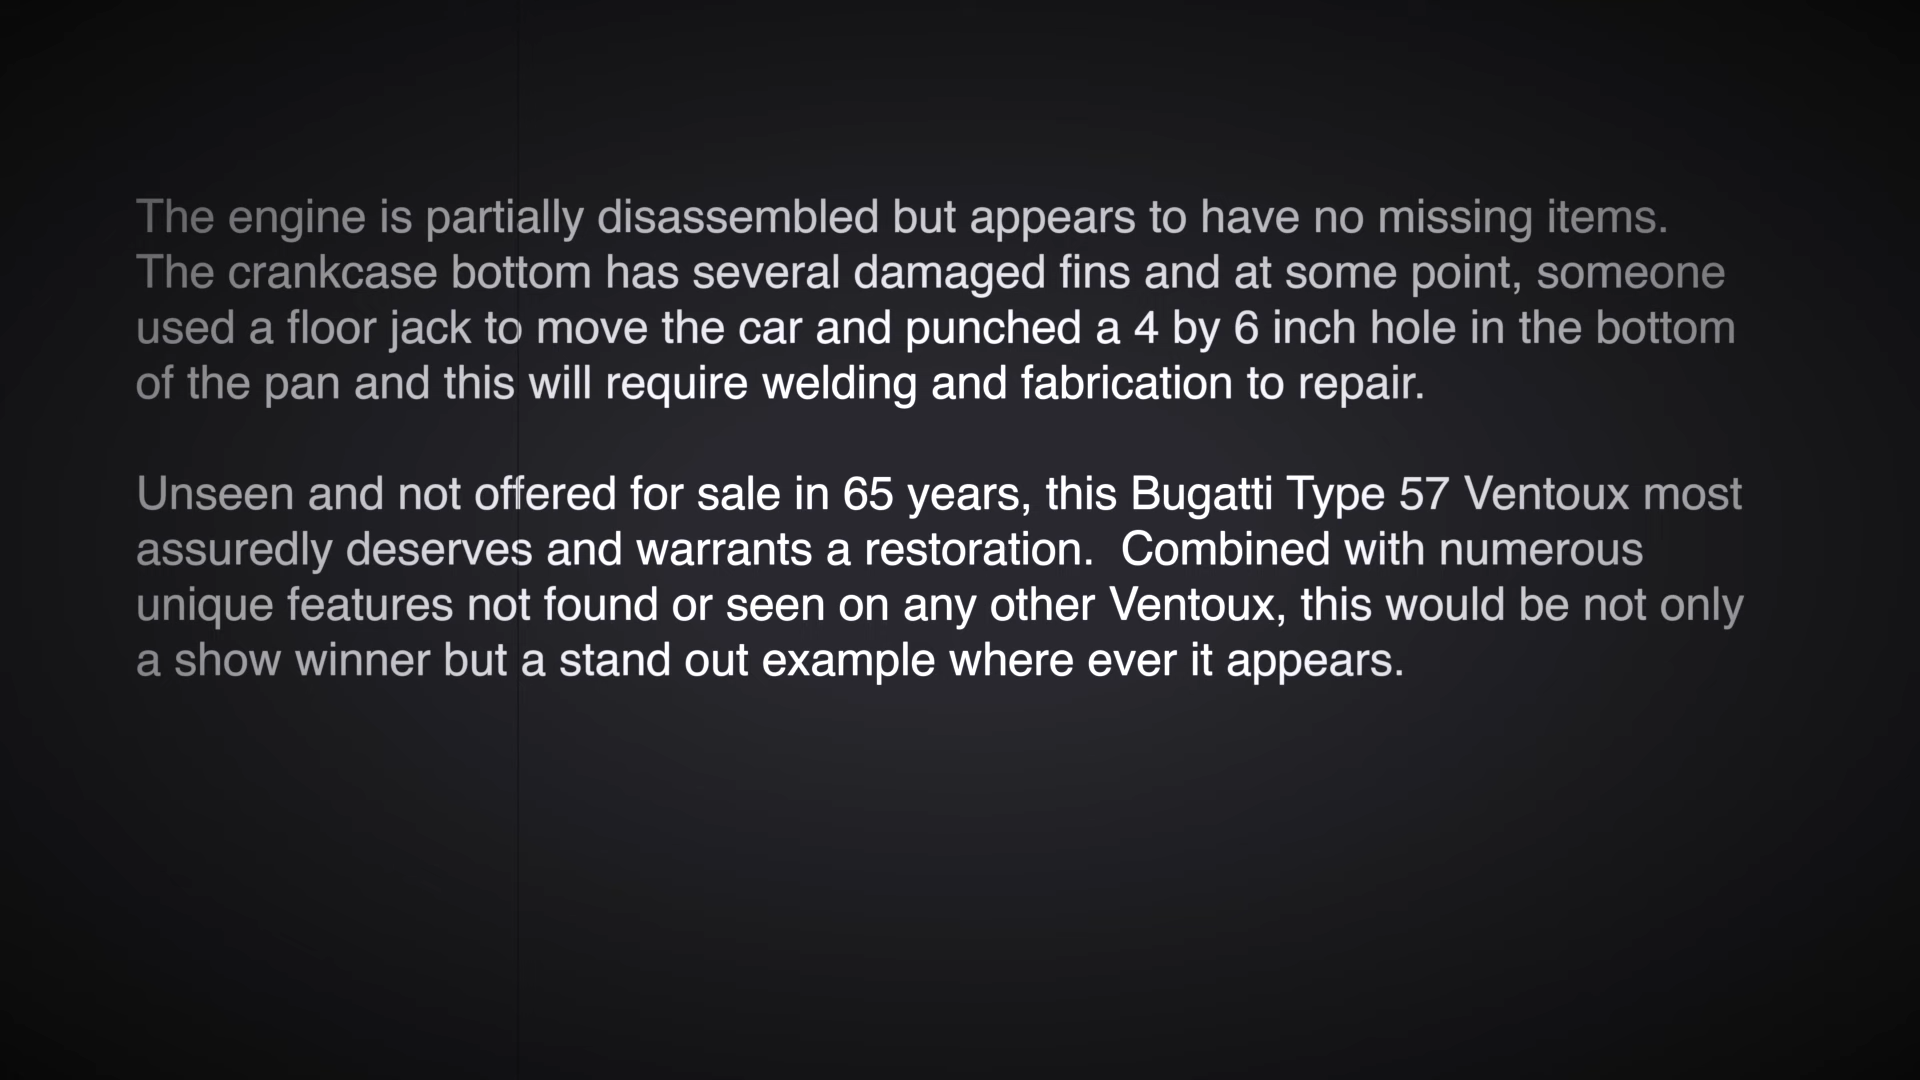 The engine is partially disassembled but appears to have no missing items.
The crankcase bottom has several damaged fins and at some point, someone
used a floor jack to move the car and punched a 4 by 6 inch hole in the bottom
of the pan and this will require welding and fabrication to repair.
Unseen and not offered for sale in 65 years, this Bugatti Type 57 Ventoux most
assuredly deserves and warrants a restoration.  Combined with numerous
unique features not found or seen on any other Ventoux, this would be not only
a show winner but a stand out example where ever it appears.